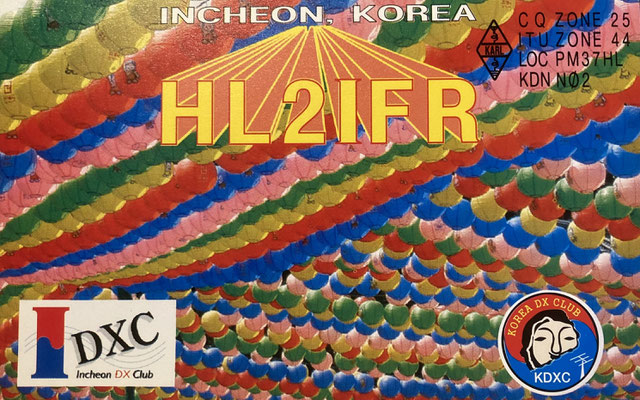 INCHEON, KOREA
HL2IFR
KARL
CQ ZONE 25
ITU ZONE 44
LOC PM37HL
KDN NØ2
IDXC
Incheon DX Club
KOREA DX CLUB
KDXC